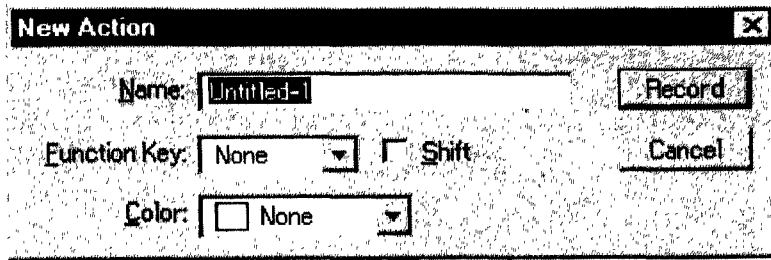 New Action
Name: Untitled-1 Record
Function Key: None Shift Cancel
Color: None